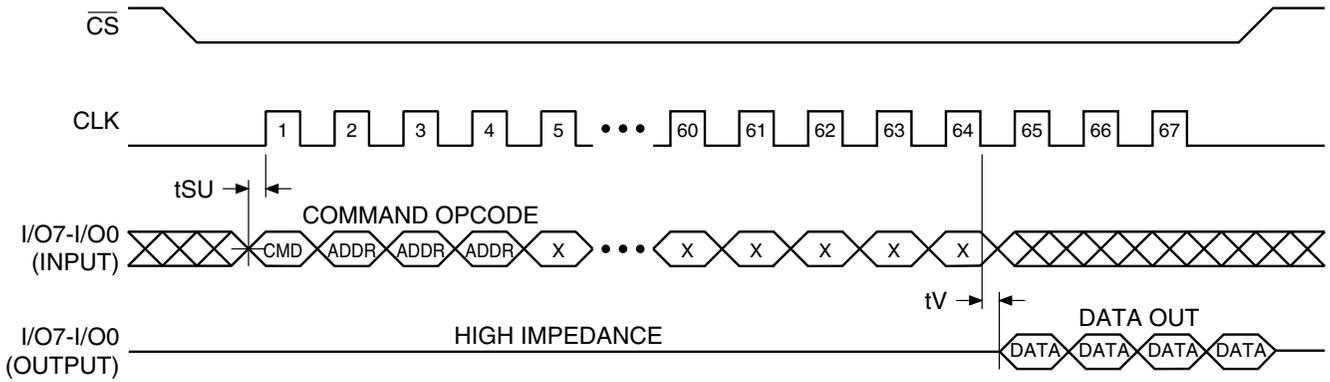 CS
CLK
1 2 3 4 5 ••• 60 61 62 63 64 65 66 67
tSU
COMMAND OPCODE
I/O7-I/O0
(INPUT)
CMD ADDR ADDR ADDR X ••• X X X X X
tV
DATA OUT
I/O7-I/O0
(OUTPUT)
HIGH IMPEDANCE
DATA DATA DATA DATA